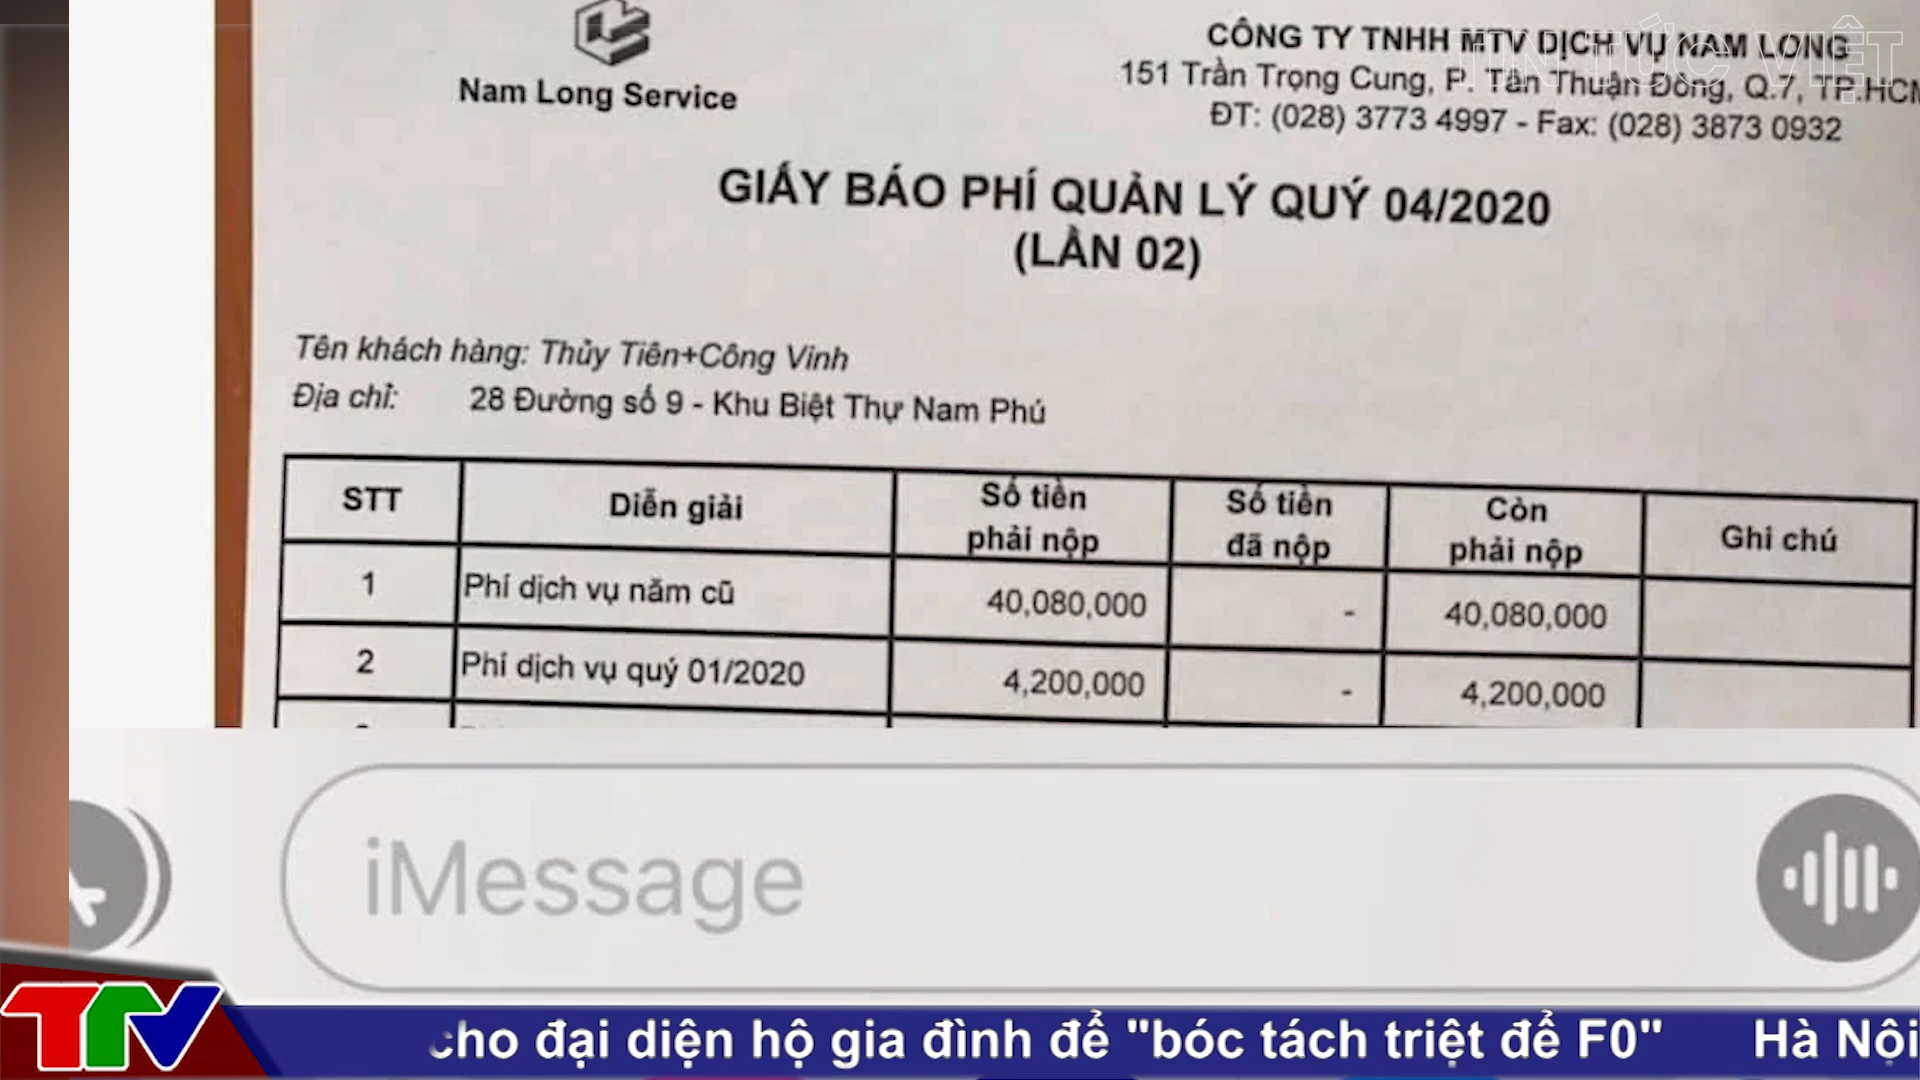 Nam Long Service
CÔNG TY TNHH MTV DỊCH VỤ NAM LONG
TIN TỨC VIỆT
151 Trần Trọng Cung, P. Tân Thuận Đông, Q.7, TP.HCM
ĐT: (028) 3773 4997 - Fax: (028) 3873 0932
GIẤY BÁO PHÍ QUẢN LÝ QUÝ 04/2020
(LẦN 02)
Tên khách hàng: Thủy Tiên+Công Vinh
Địa chỉ: 28 Đường số 9 - Khu Biệt Thự Nam Phú
STT Diễn giải Số tiền phải nộp Số tiền đã nộp Còn phải nộp Ghi chú
1 Phí dịch vụ năm cũ 40,080,000 - 40,080,000
2 Phí dịch vụ quý 01/2020 4,200,000 - 4,200,000
iMessage
TTV
cho đại diện hộ gia đình để "bóc tách triệt để F0" Hà Nội